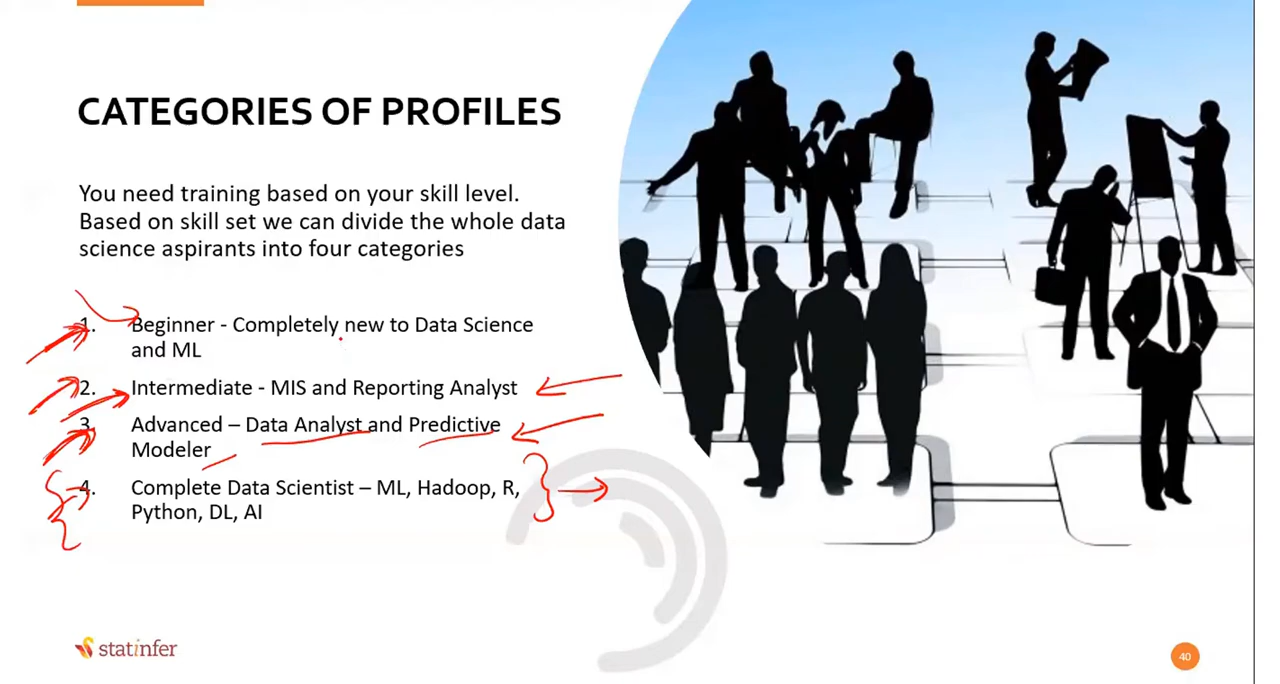 CATEGORIES OF PROFILES
You need training based on your skill level.
Based on skill set we can divide the whole data
science aspirants into four categories
1. Beginner - Completely new to Data Science
and ML
2. Intermediate - MIS and Reporting Analyst
3. Advanced – Data Analyst and Predictive
Modeler
4. Complete Data Scientist – ML, Hadoop, R,
Python, DL, AI
statinfer
40